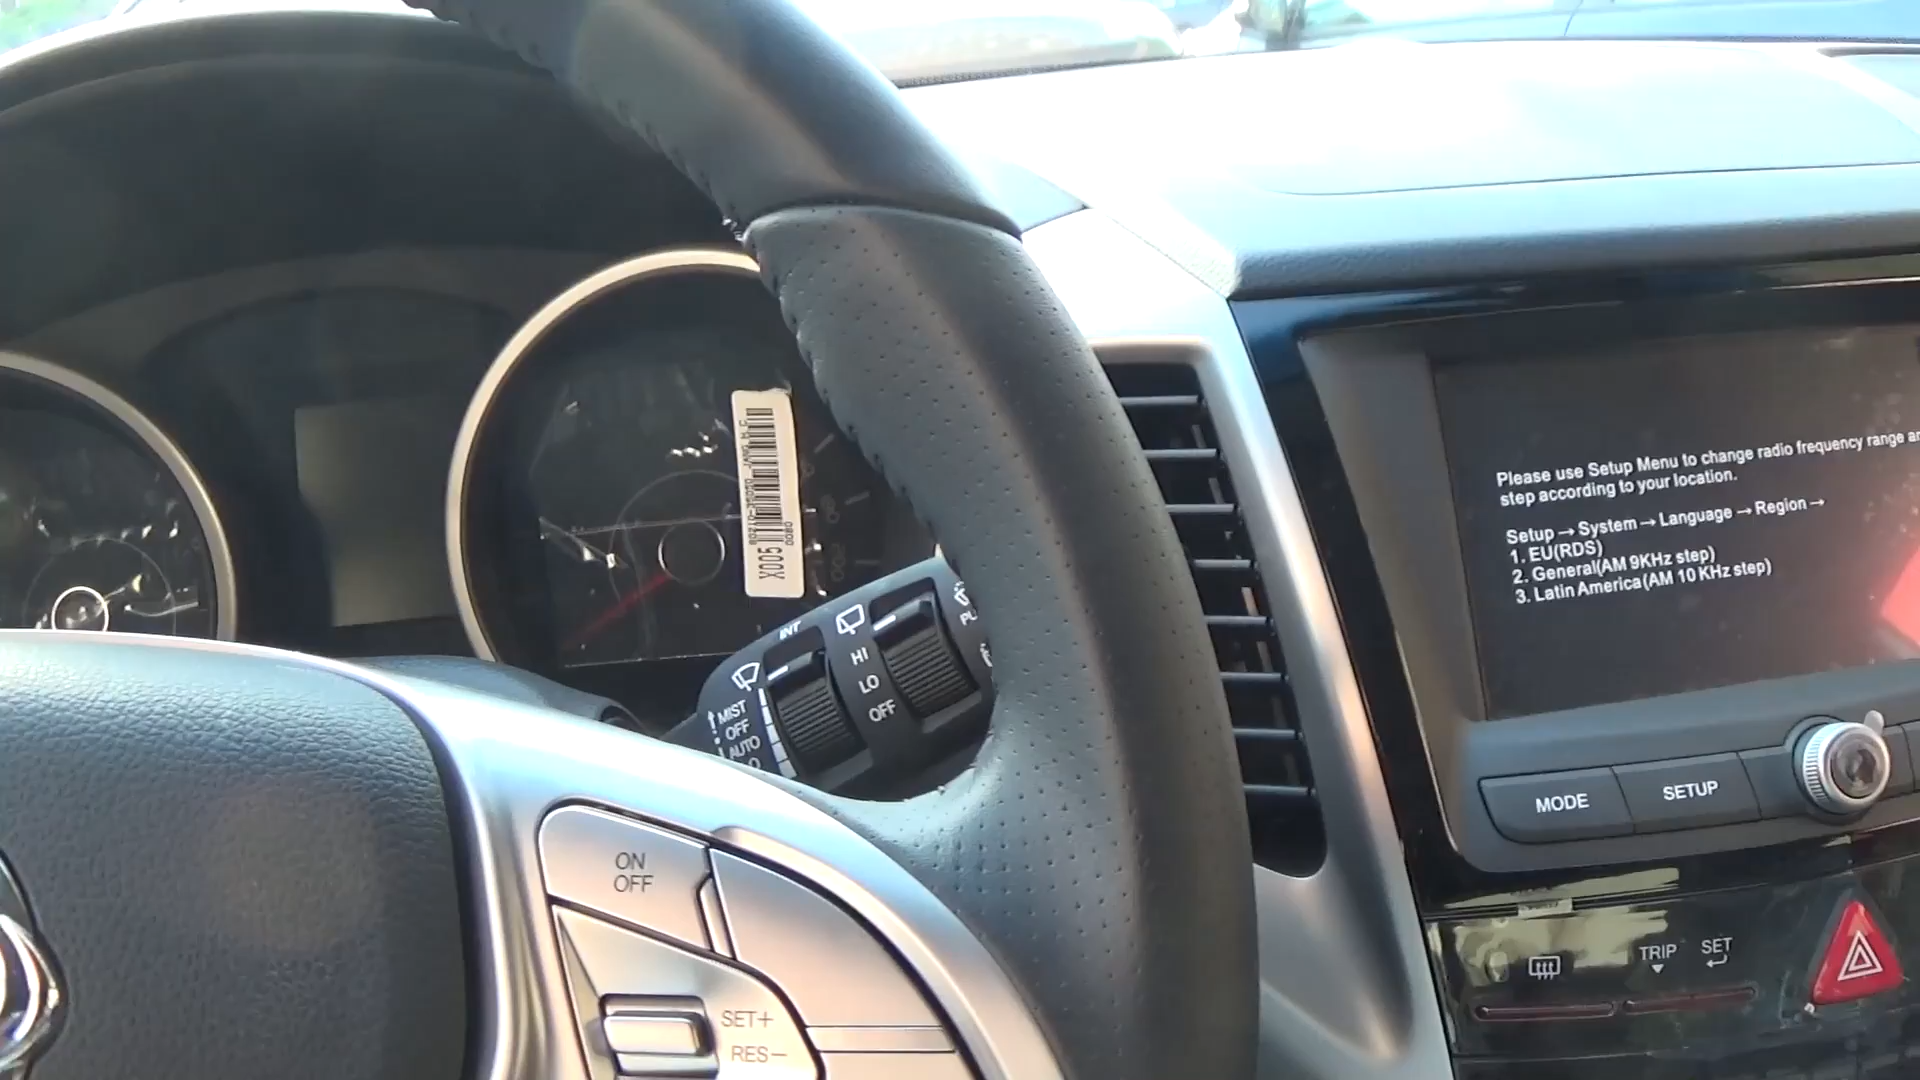 Please use Setup Menu to change radio frequency range
step according to your location.
Setup → System → Language → Region →
1. EU(RDS)
2. General(AM 9KHz step)
3. Latin America(AM 10 KHz step)
MODE
SETUP
TRIP
SET
INT
HI
LO
OFF
MIST
OFF
AUTO
500X
0080
ON
OFF
SET+
RES−